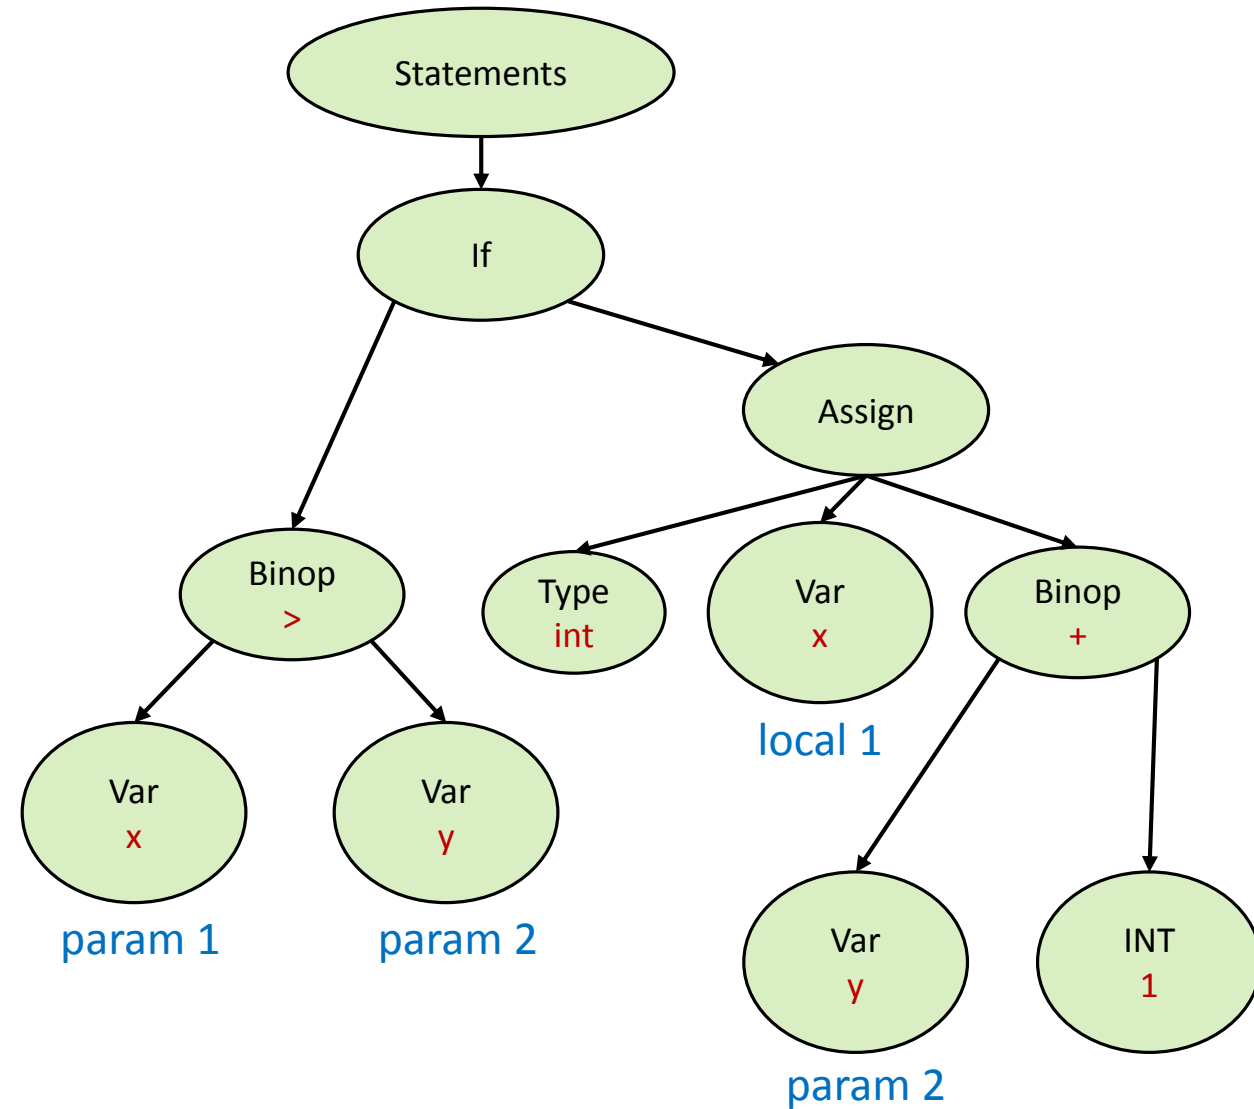 Statements
If
Assign
Binop
>
Type
int
Var
x
Binop
+
local 1
Var
x
Var
y
param 1
param 2
Var
y
INT
1
param 2